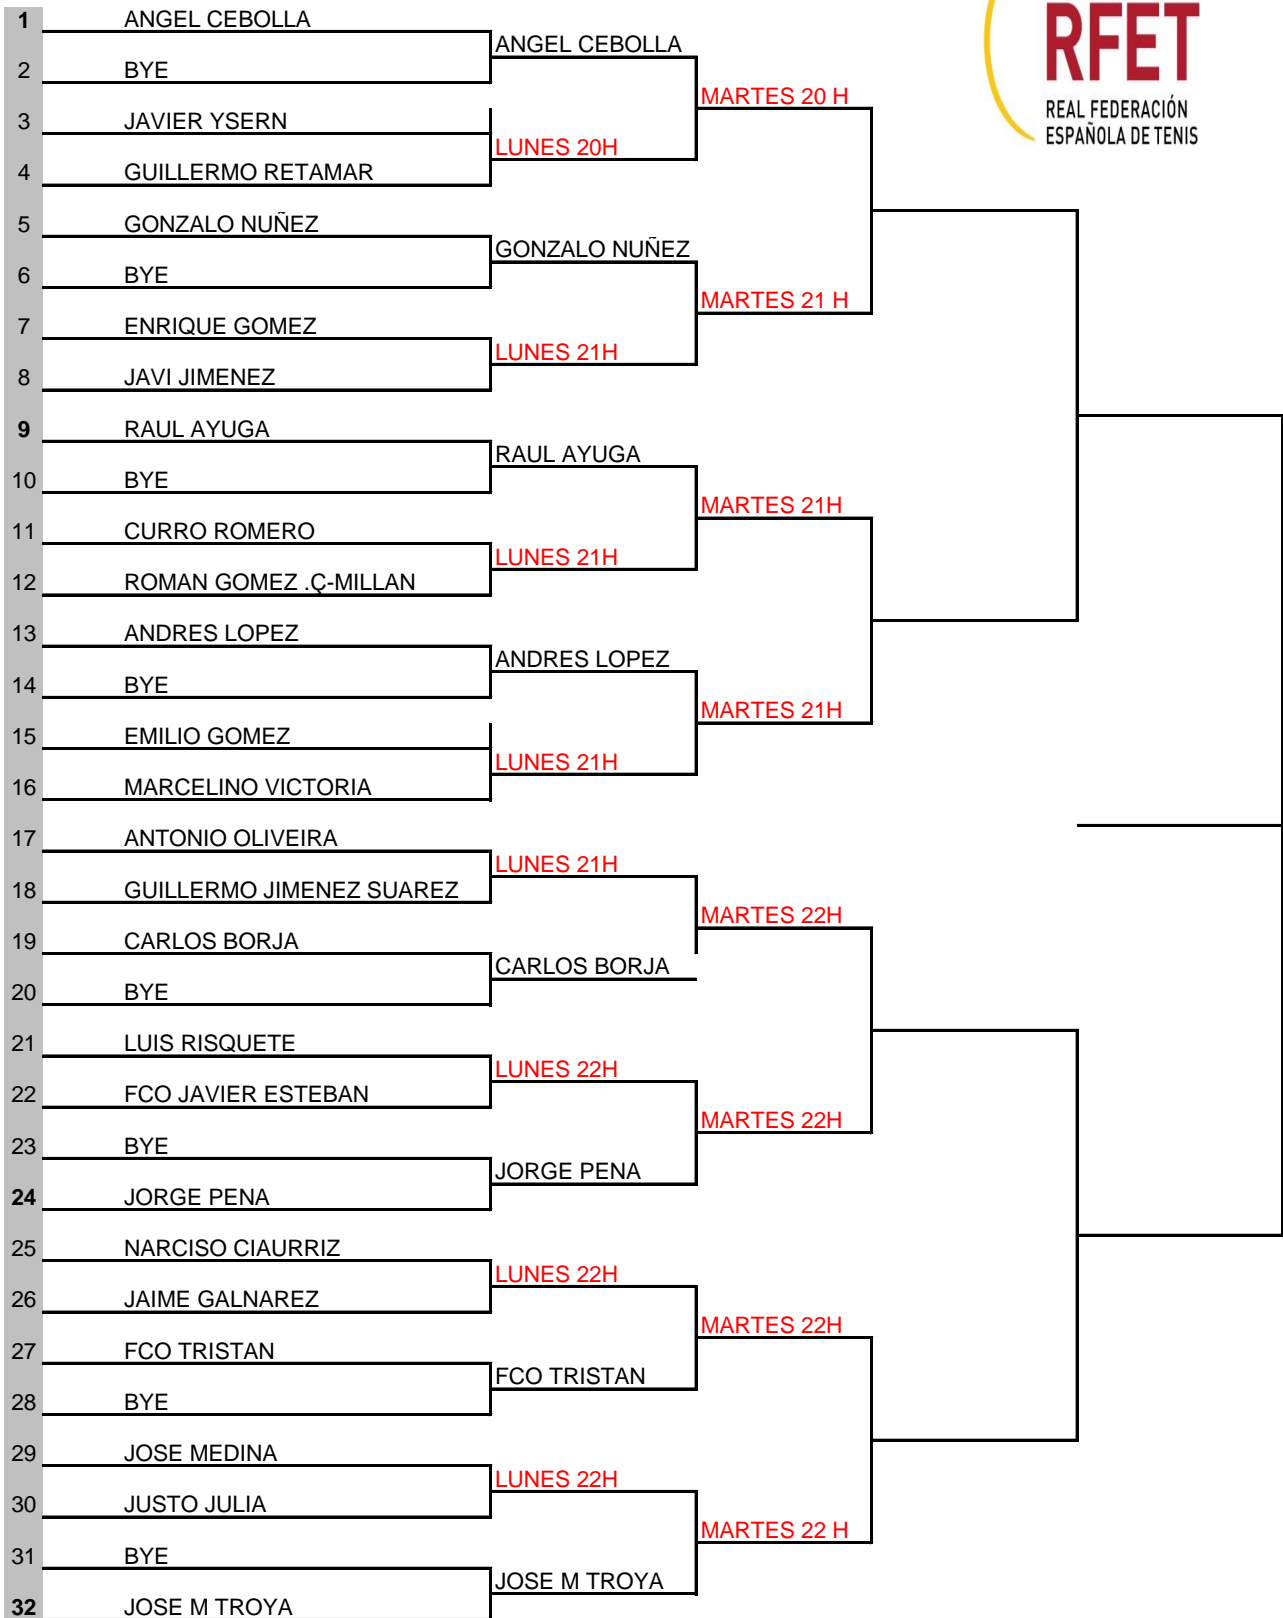 RFET
REAL FEDERACIÓN
ESPAÑOLA DE TENIS
1 ANGEL CEBOLLA
ANGEL CEBOLLA
2 BYE
MARTES 20 H
3 JAVIER YSERN
LUNES 20H
4 GUILLERMO RETAMAR
5 GONZALO NUÑEZ
GONZALO NUÑEZ
6 BYE
MARTES 21 H
7 ENRIQUE GOMEZ
LUNES 21H
8 JAVI JIMENEZ
9 RAUL AYUGA
RAUL AYUGA
10 BYE
MARTES 21H
11 CURRO ROMERO
LUNES 21H
12 ROMAN GOMEZ .Ç-MILLAN
13 ANDRES LOPEZ
ANDRES LOPEZ
14 BYE
MARTES 21H
15 EMILIO GOMEZ
LUNES 21H
16 MARCELINO VICTORIA
17 ANTONIO OLIVEIRA
LUNES 21H
18 GUILLERMO JIMENEZ SUAREZ
MARTES 22H
19 CARLOS BORJA
CARLOS BORJA
20 BYE
21 LUIS RISQUETE
LUNES 22H
22 FCO JAVIER ESTEBAN
MARTES 22H
23 BYE
JORGE PENA
24 JORGE PENA
25 NARCISO CIAURRIZ
LUNES 22H
26 JAIME GALNAREZ
MARTES 22H
27 FCO TRISTAN
FCO TRISTAN
28 BYE
29 JOSE MEDINA
LUNES 22H
30 JUSTO JULIA
MARTES 22 H
31 BYE
JOSE M TROYA
32 JOSE M TROYA